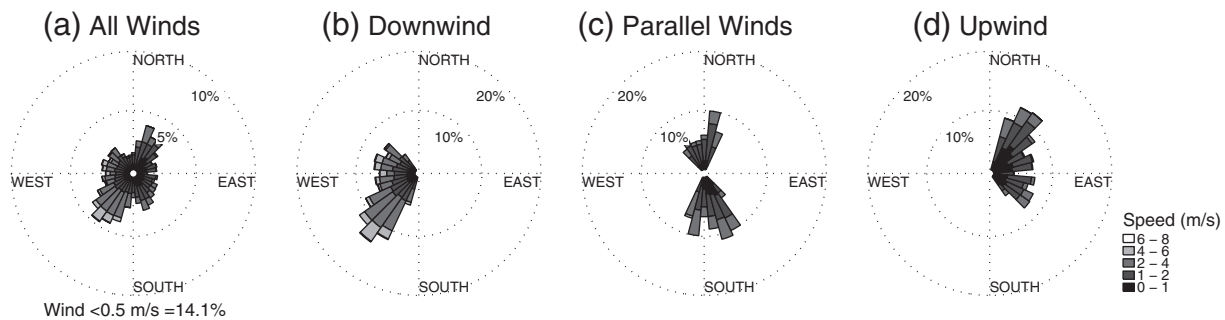 (a) All Winds
NORTH
10%
5%
WEST
EAST
SOUTH
Wind <0.5 m/s =14.1%
(b) Downwind
NORTH
20%
10%
WEST
EAST
SOUTH
(c) Parallel Winds
NORTH
20%
10%
WEST
EAST
SOUTH
(d) Upwind
NORTH
20%
10%
WEST
EAST
SOUTH
Speed (m/s)
6 − 8
4 − 6
2 − 4
1 − 2
0 − 1